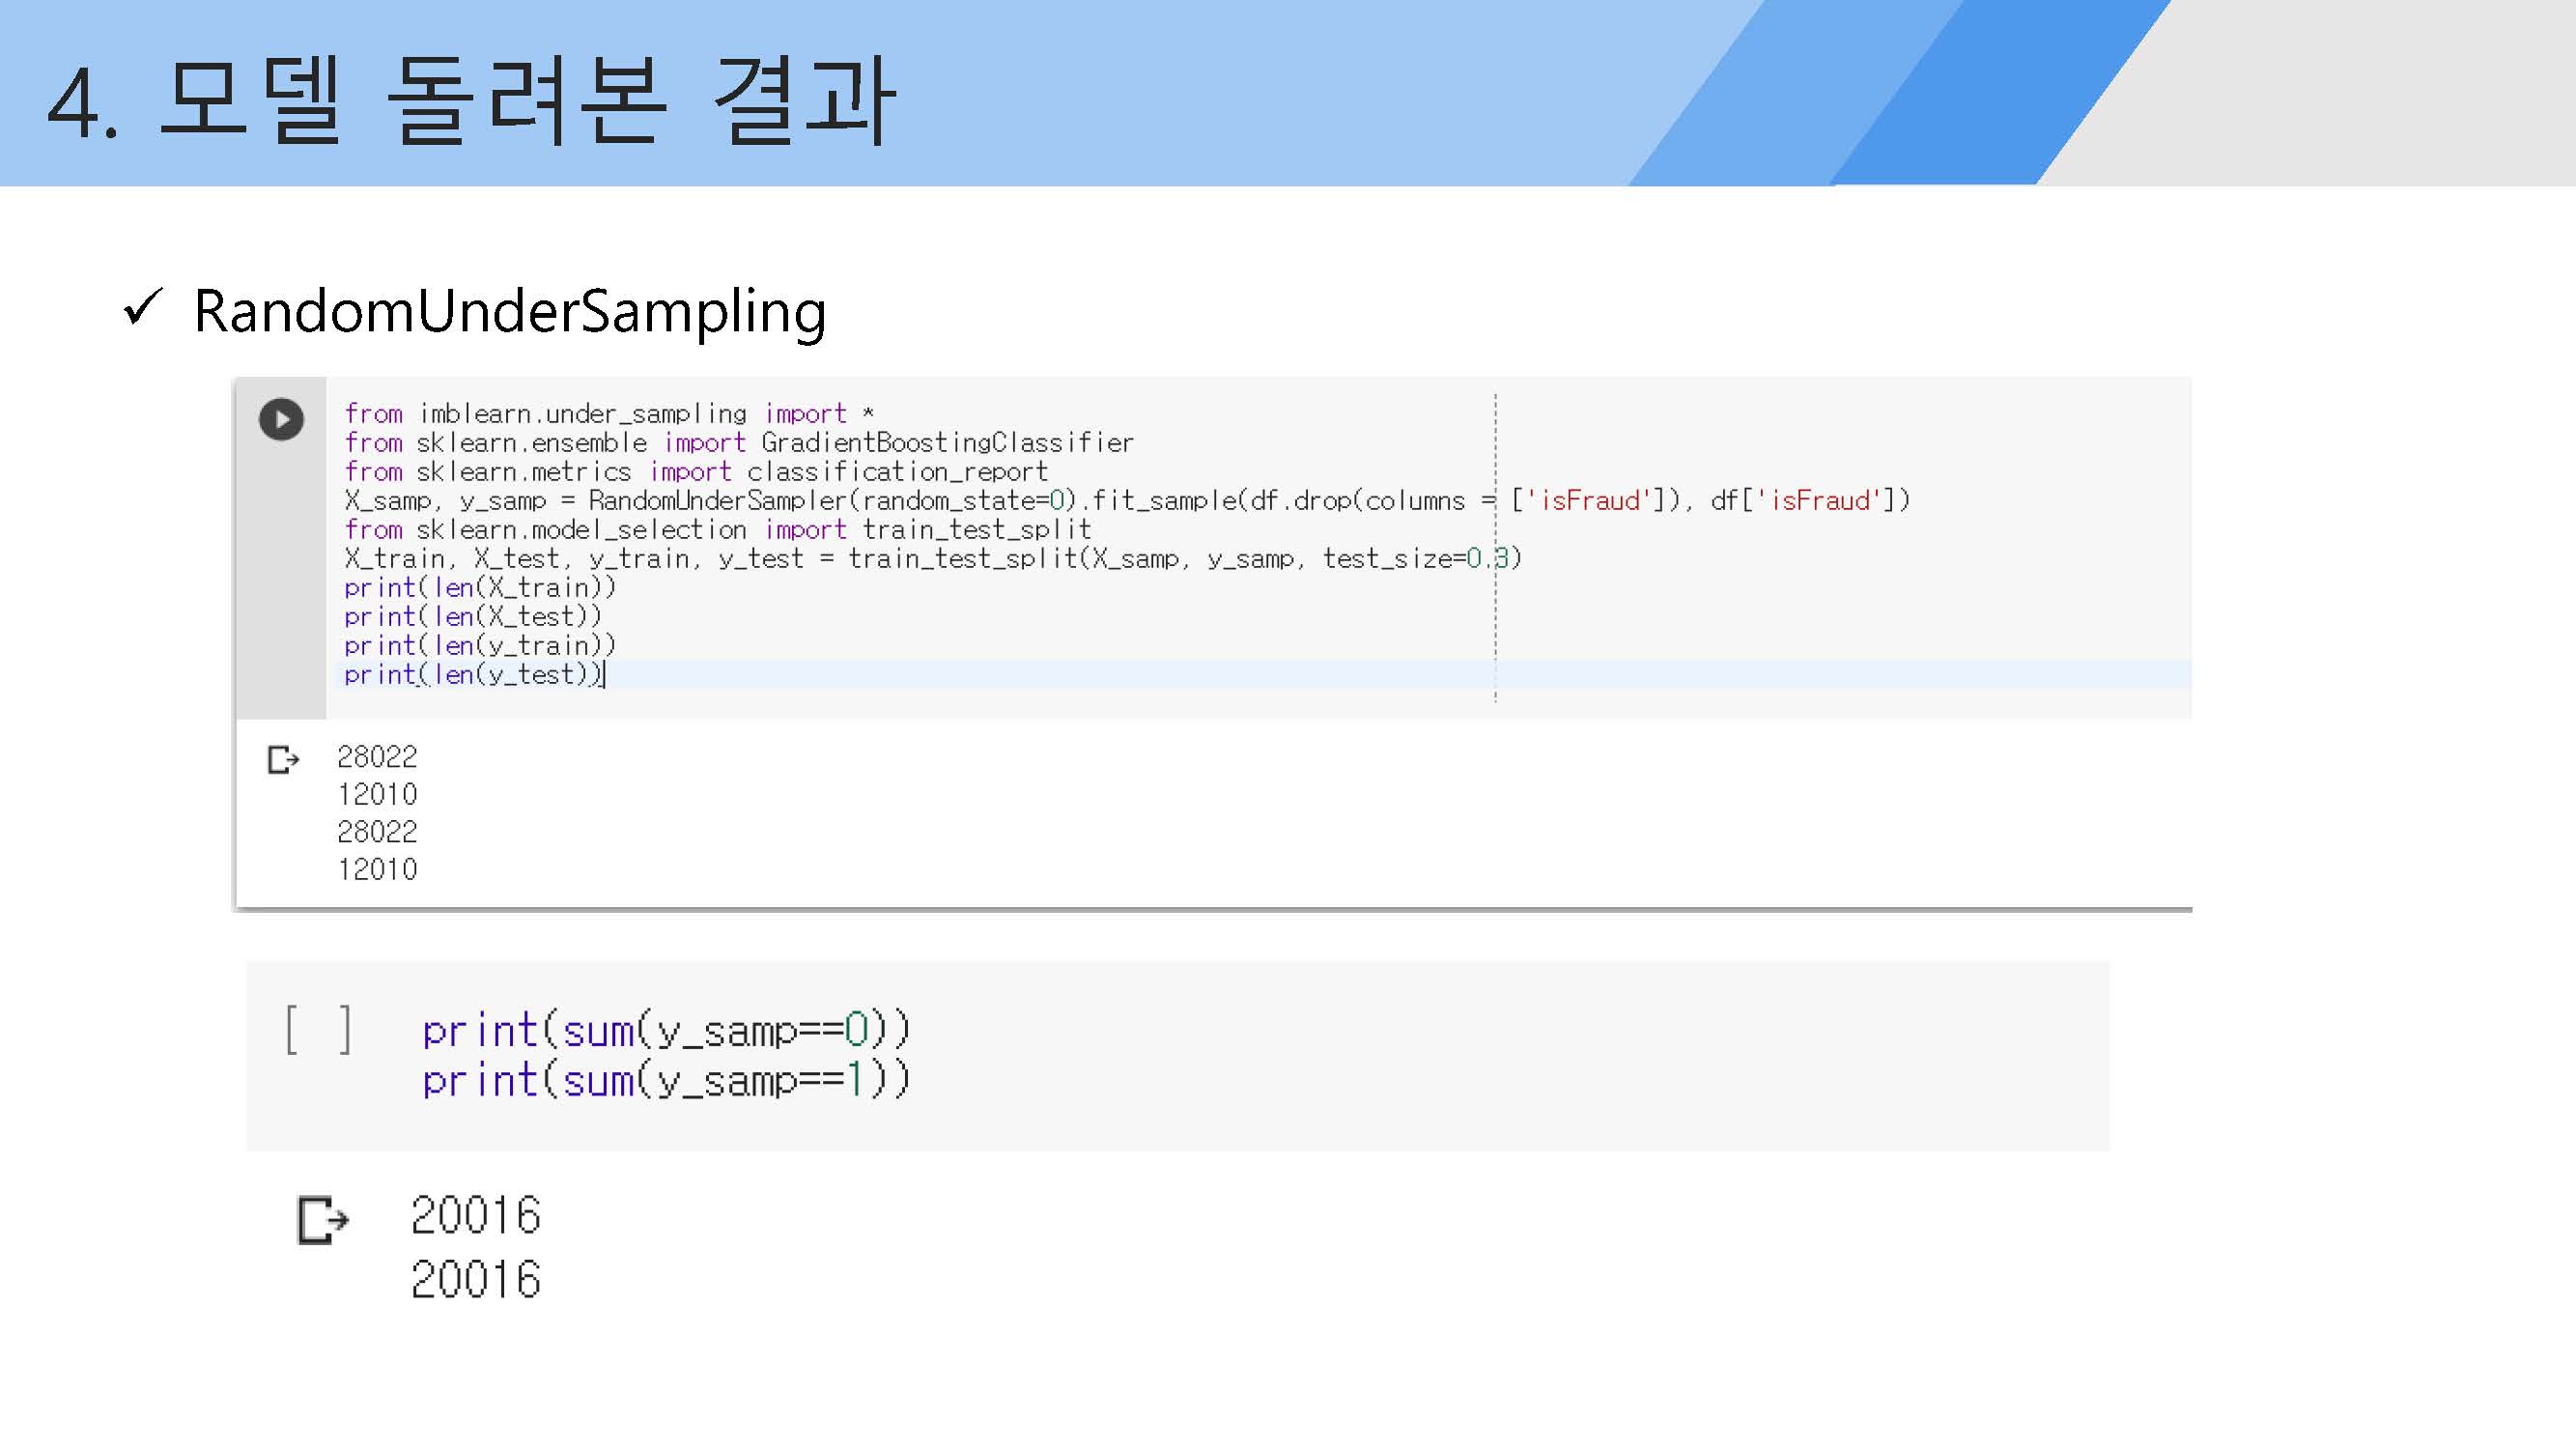 4. 모델 돌려본 결과
✓ RandomUnderSampling
from imblearn.under_sampling import *
from sklearn.ensemble import GradientBoostingClassifier
from sklearn.metrics import classification_report
X_samp, y_samp = RandomUnderSampler(random_state=0).fit_sample(df.drop(columns = ['isFraud']), df['isFraud'])
from sklearn.model_selection import train_test_split
X_train, X_test, y_train, y_test = train_test_split(X_samp, y_samp, test_size=0.3)
print(len(X_train))
print(len(X_test))
print(len(y_train))
print(len(y_test))
28022
12010
28022
12010
[ ] print(sum(y_samp==0))
print(sum(y_samp==1))
20016
20016